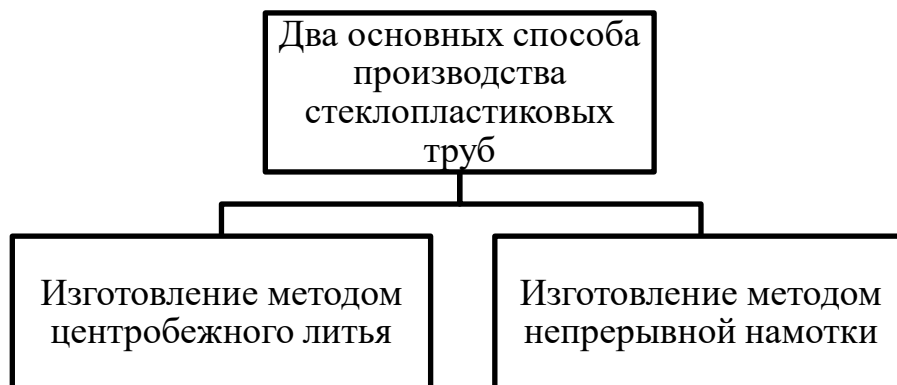 Два основных способа
производства
стеклопластиковых
труб
Изготовление методом
центробежного литья
Изготовление методом
непрерывной намотки